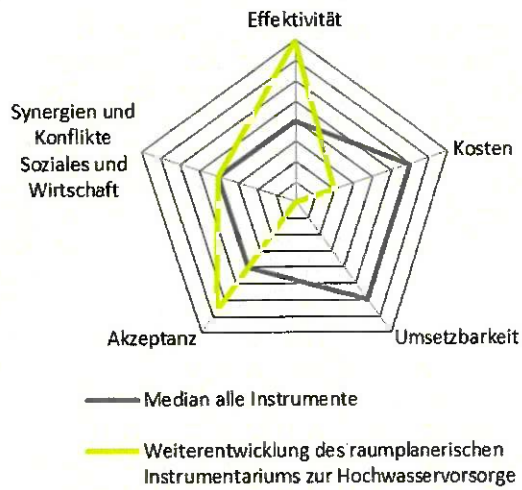 Effektivität
Synergien und
Konflikte
Soziales und
Wirtschaft
Kosten
Akzeptanz
Umsetzbarkeit
Median alle Instrumente
Weiterentwicklung des raumplanerischen
Instrumentariums zur Hochwasservorsorge